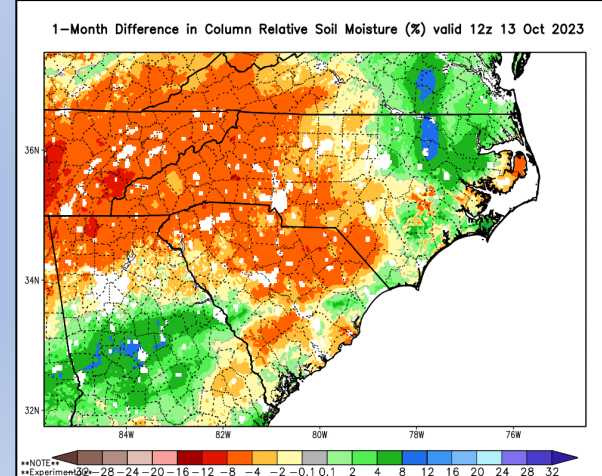 1−Month Difference in Column Relative Soil Moisture (%) valid 12z 13 Oct 2023
36N
34N
32N
84W 82W 80W 78W 76W
**NOTE**
**Experimental**
-32 -28 -24 -20 -16 -12 -8 -4 -2 -0.1 0.1 2 4 8 12 16 20 24 28 32